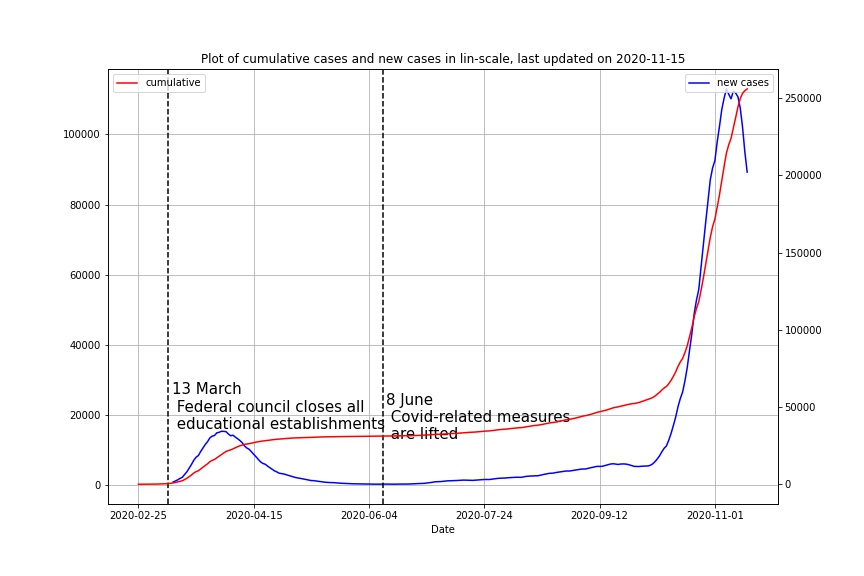 Plot of cumulative cases and new cases in lin-scale, last updated on 2020-11-15
cumulative
new cases
100000
80000
60000
40000
20000
0
250000
200000
150000
100000
50000
0
13 March
Federal council closes all
educational establishments
8 June
Covid-related measures
are lifted
2020-02-25
2020-04-15
2020-06-04
2020-07-24
2020-09-12
2020-11-01
Date